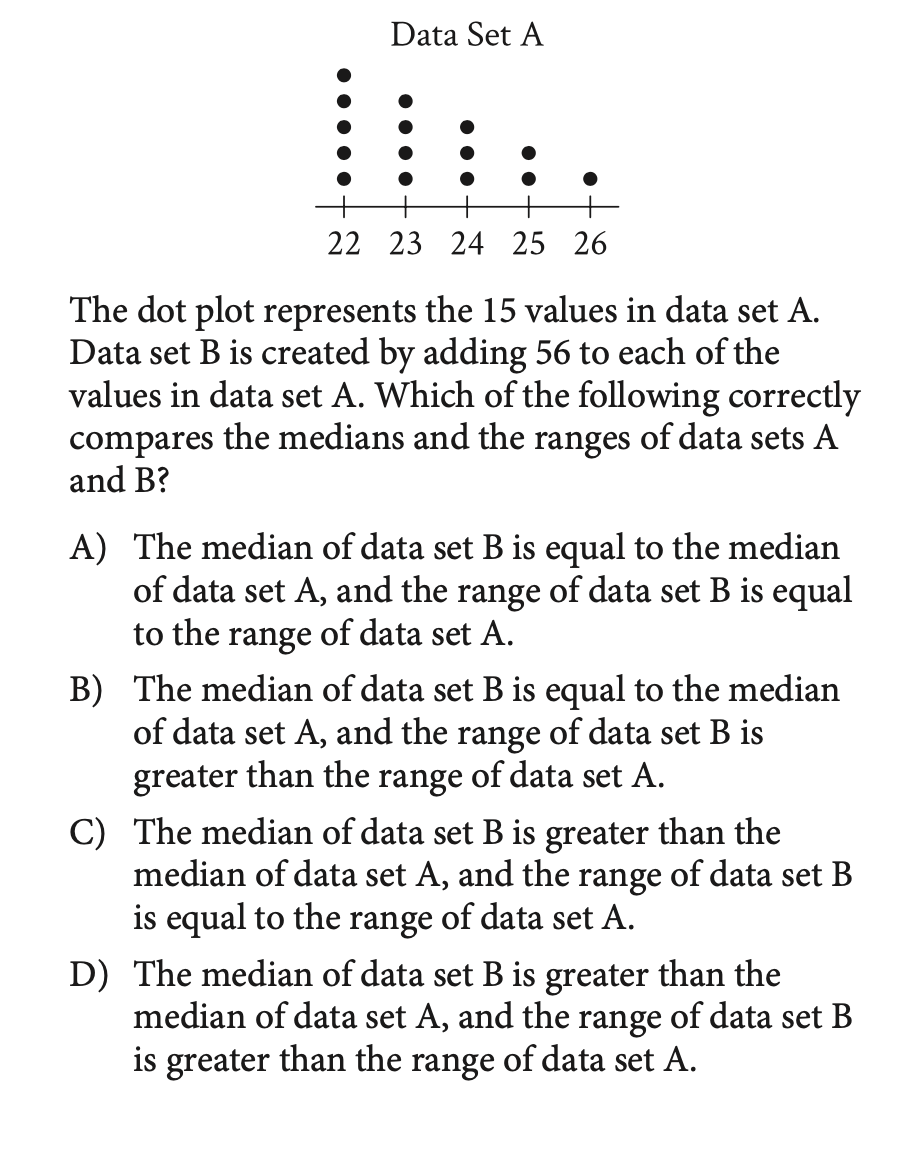 Data Set A
22 23 24 25 26
The dot plot represents the 15 values in data set A.
Data set B is created by adding 56 to each of the
values in data set A. Which of the following correctly
compares the medians and the ranges of data sets A
and B?
A) The median of data set B is equal to the median
of data set A, and the range of data set B is equal
to the range of data set A.
B) The median of data set B is equal to the median
of data set A, and the range of data set B is
greater than the range of data set A.
C) The median of data set B is greater than the
median of data set A, and the range of data set B
is equal to the range of data set A.
D) The median of data set B is greater than the
median of data set A, and the range of data set B
is greater than the range of data set A.